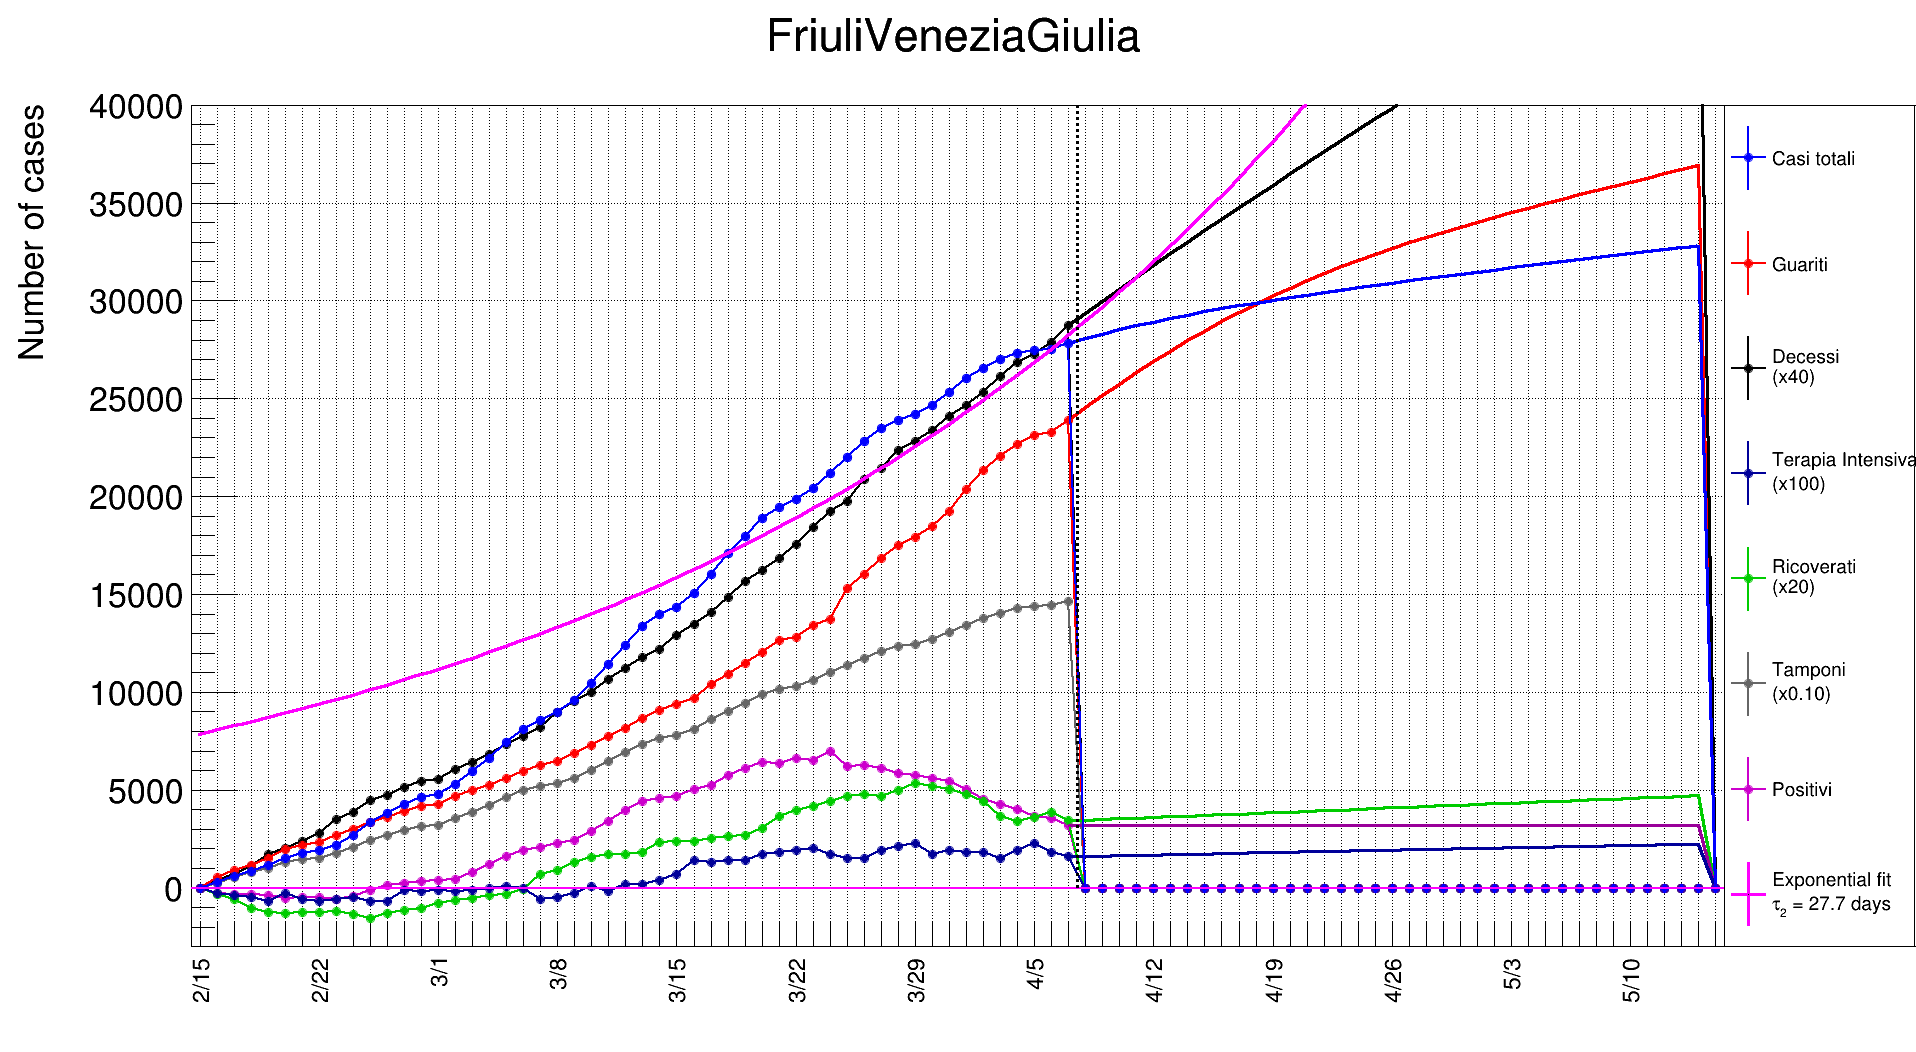 FriuliVeneziaGiulia
Number of cases
40000
35000
30000
25000
20000
15000
10000
5000
0
2/15
2/22
3/1
3/8
3/15
3/22
3/29
4/5
4/12
4/19
4/26
5/3
5/10
Casi totali
Guariti
Decessi
(x40)
Terapia Intensiva
(x100)
Ricoverati
(x20)
Tamponi
(x0.10)
Positivi
Exponential fit
τ2 = 27.7 days